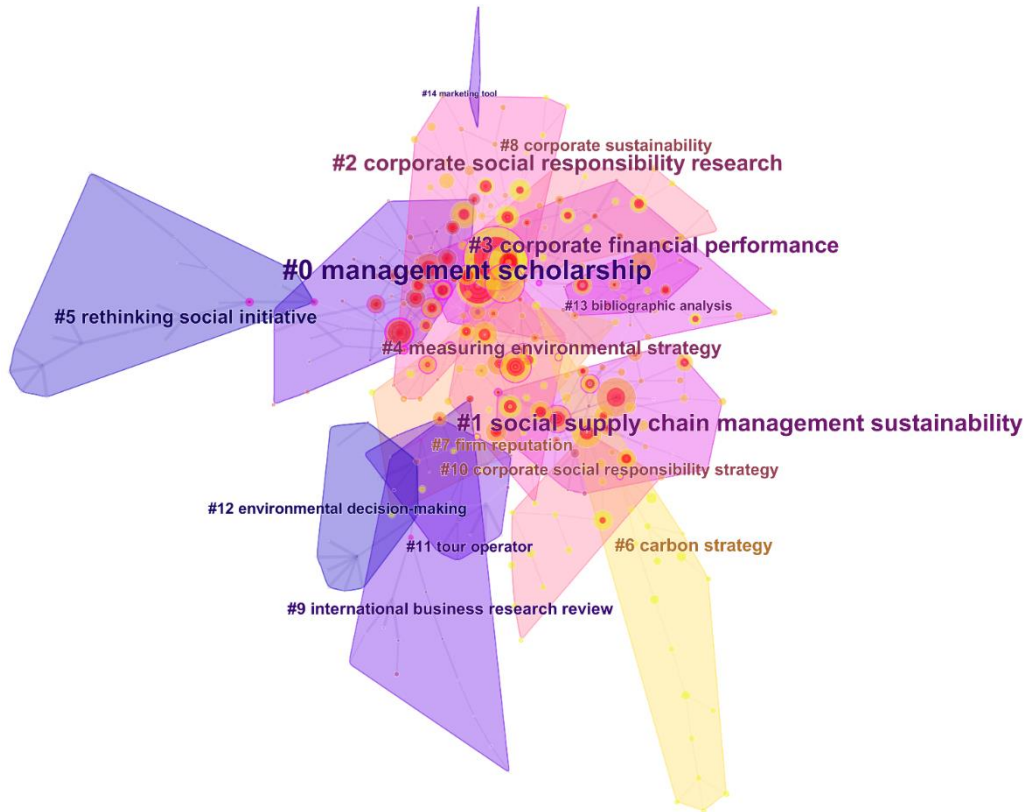 #14 marketing tool
#8 corporate sustainability
#2 corporate social responsibility research
#3 corporate financial performance
#0 management scholarship
#13 bibliographic analysis
#5 rethinking social initiative
#4 measuring environmental strategy
#1 social supply chain management sustainability
#7 firm reputation
#10 corporate social responsibility strategy
#12 environmental decision-making
#11 tour operator
#6 carbon strategy
#9 international business research review